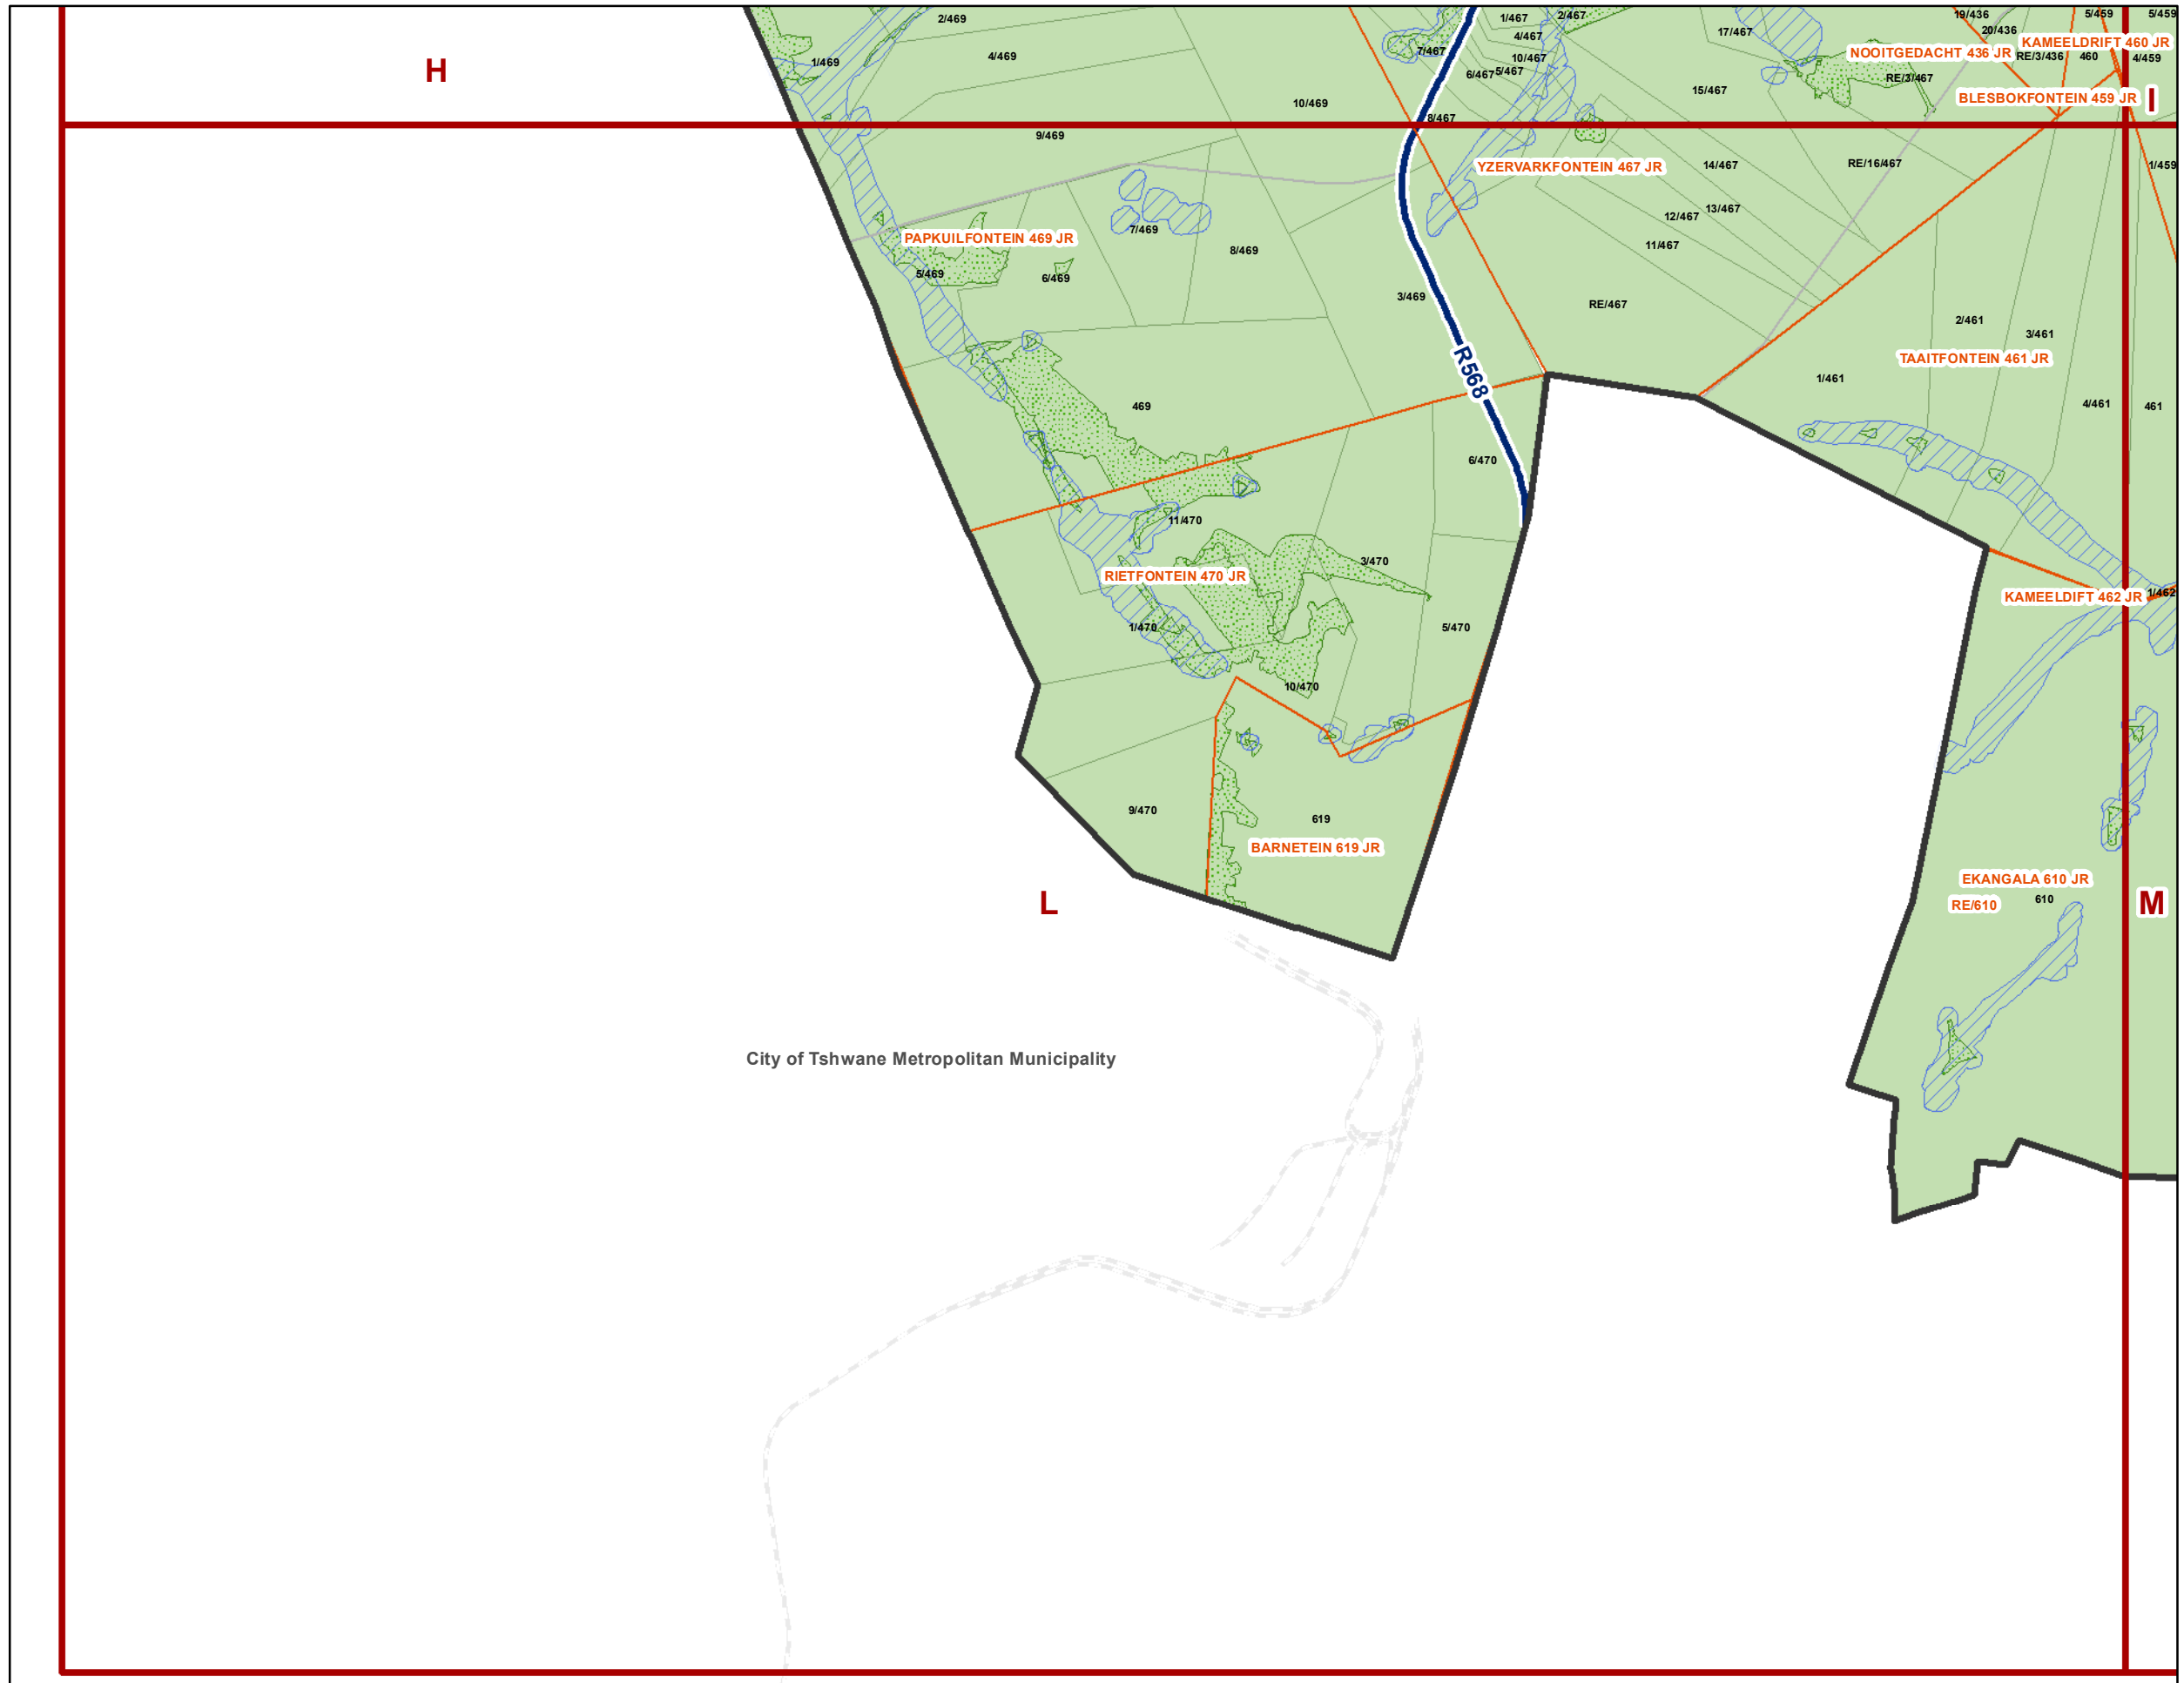 2/469
1/467
2/467
19/436
5/459
5/459
20/436
17/467
4/467
KAMEELDRIFT 460 JR
H
7/467
NOOITGEDACHT 436 JR
RE/3/436
460
4/459
4/469
10/467
1/469
6/467
5/467
RE/3/467
15/467
BLESBOKFONTEIN 459 JR
I
10/469
8/467
9/469
YZERVARKFONTEIN 467 JR
14/467
RE/16/467
1/459
13/467
12/467
7/469
PAPKUILFONTEIN 469 JR
11/467
8/469
5/469
6/469
3/469
RE/467
2/461
3/461
R568
TAAITFONTEIN 461 JR
1/461
469
4/461
461
6/470
11/470
3/470
RIETFONTEIN 470 JR
KAMEELDIFT 462 JR
1/462
1/470
5/470
10/470
9/470
619
BARNETEIN 619 JR
EKANGALA 610 JR
L
RE/610
610
M
City of Tshwane Metropolitan Municipality